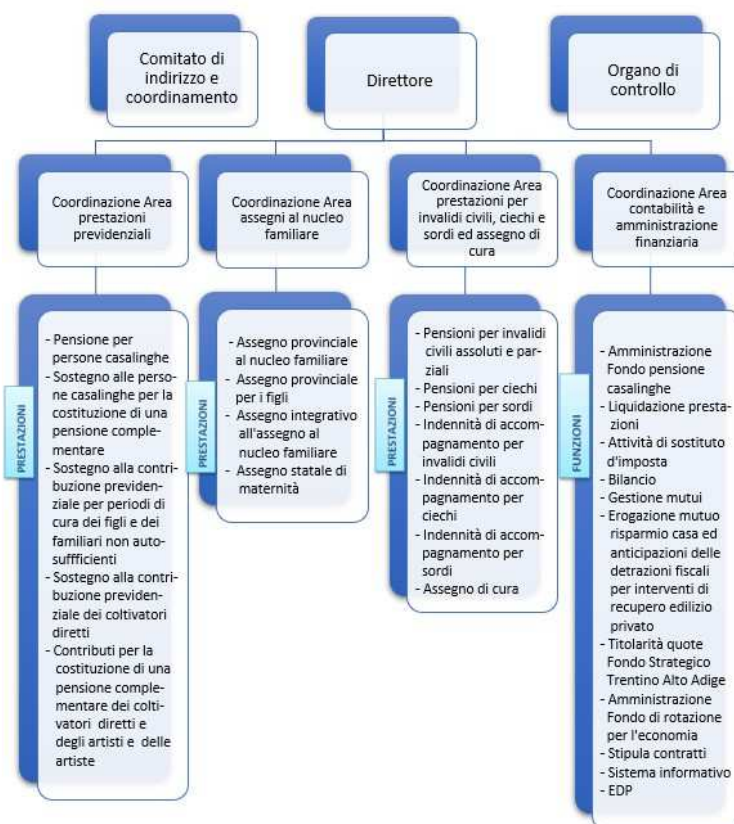 Comitato di
indirizzo e
coordinamento
Direttore
Organo di
controllo
Coordinazione Area
prestazioni
previdenziali
Coordinazione Area
assegni al nucleo
familiare
Coordinazione Area
prestazioni per
invalidi civili, ciechi e
sordi ed assegno di
cura
Coordinazione Area
contabilità e
amministrazione
finanziaria
PRESTAZIONI
- Pensione per
persone casalinghe
- Sostegno alle perso-
ne casalinghe per la
costituzione di una
pensione comple-
mentare
- Sostegno alla contri-
buzione previden-
ziale per periodi di
cura dei figli e dei
familiari non auto-
suffficienti
- Sostegno alla contri-
buzione previden-
ziale dei coltivatori
diretti
- Contributi per la
costituzione di una
pensione comple-
mentare dei colti-
vatori diretti e
degli artisti e delle
artiste
PRESTAZIONI
- Assegno provinciale
al nucleo familiare
- Assegno provinciale
per i figli
- Assegno integrativo
all'assegno al
nucleo familiare
- Assegno statale di
maternità
PRESTAZIONI
- Pensioni per invalidi
civili assoluti e par-
ziali
- Pensioni per ciechi
- Pensioni per sordi
- Indennità di accom-
pagnamento per
invalidi civili
- Indennità di accom-
pagnamento per
ciechi
- Indennità di accom-
pagnamento per
sordi
- Assegno di cura
FUNZIONI
- Amministrazione
Fondo pensione
casalinghe
- Liquidazione presta-
zioni
- Attività di sostituto
d'imposta
- Bilancio
- Gestione mutui
- Erogazione mutuo
risparmio casa ed
anticipazioni delle
detrazioni fiscali
per interventi di
recupero edilizio
privato
- Titolarità quote
Fondo Strategico
Trentino Alto Adige
- Amministrazione
Fondo di rotazione
per l'economia
- Stipula contratti
- Sistema informativo
- EDP